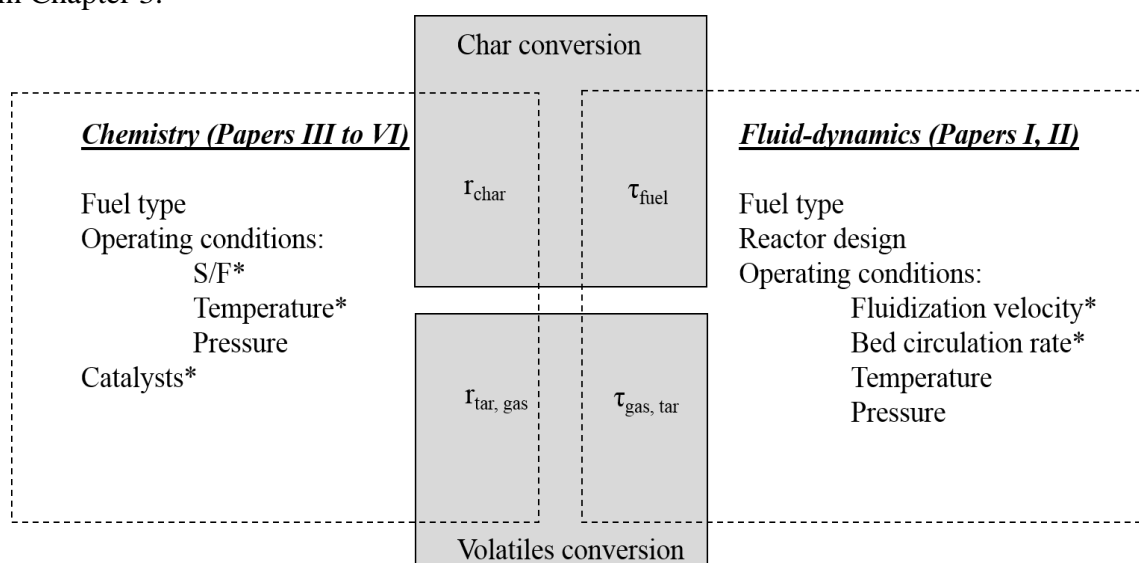 in Chapter 3.
Char conversion
Chemistry (Papers III to VI)
Fuel type
Operating conditions:
S/F*
Temperature*
Pressure
Catalysts*
r_char
τ_fuel
r_tar, gas
τ_gas, tar
Fluid-dynamics (Papers I, II)
Fuel type
Reactor design
Operating conditions:
Fluidization velocity*
Bed circulation rate*
Temperature
Pressure
Volatiles conversion